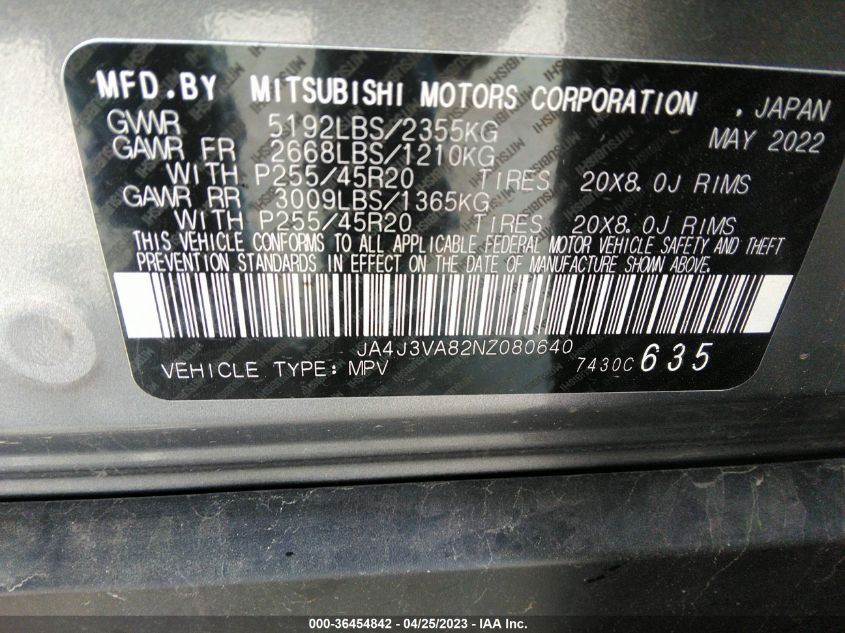 MFD.BY MITSUBISHI MOTORS CORPORATION , JAPAN
GVWR 5192LBS/2355KG MAY 2022
GAWR FR 2668LBS/1210KG
WITH P255/45R20 TIRES 20X8.0J RIMS
GAWR RR 3009LBS/1365KG
WITH P255/45R20 TIRES 20X8.0J RIMS
THIS VEHICLE CONFORMS TO ALL APPLICABLE FEDERAL MOTOR VEHICLE SAFETY AND THEFT
PREVENTION STANDARDS IN EFFECT ON THE DATE OF MANUFACTURE SHOWN ABOVE.
JA4J3VA82NZ080640
VEHICLE TYPE: MPV 7430C 635
000-36454842 - 04/25/2023 - IAA Inc.